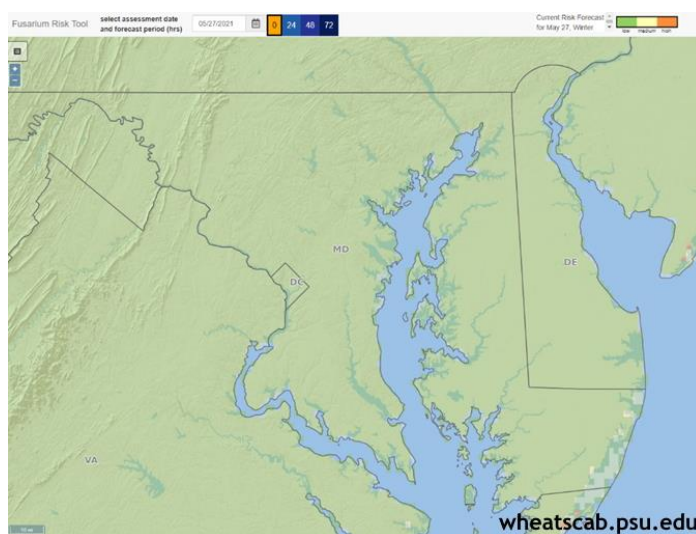 Fusarium Risk Tool
select assessment date
and forecast period (hrs)
05/27/2021
0 24 48 72
Current Risk Forecast
for May 27, Winter
low medium high
MD
DE
DC
VA
wheatscab.psu.edu